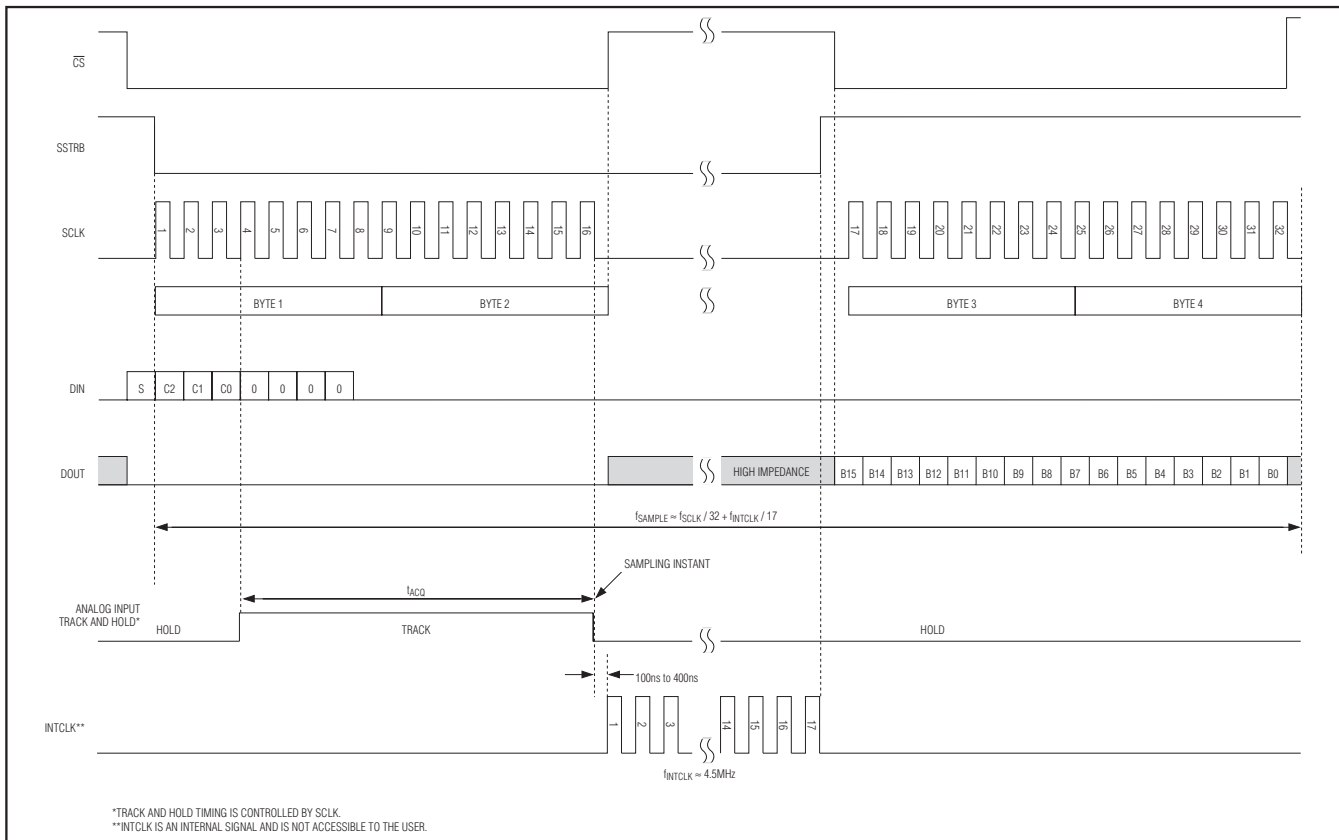 CS
SSTRB
SCLK
1 2 3 4 5 6 7 8 9 10 11 12 13 14 15 16 17 18 19 20 21 22 23 24 25 26 27 28 29 30 31 32
BYTE 1 BYTE 2 BYTE 3 BYTE 4
DIN
S C2 C1 C0 0 0 0 0
DOUT
HIGH IMPEDANCE B15 B14 B13 B12 B11 B10 B9 B8 B7 B6 B5 B4 B3 B2 B1 B0
fSAMPLE ≈ fSCLK / 32 + fINTCLK / 17
SAMPLING INSTANT
tACQ
ANALOG INPUT
TRACK AND HOLD*
HOLD TRACK HOLD
100ns to 400ns
INTCLK**
1 2 3 14 15 16 17
fINTCLK ≈ 4.5MHz
*TRACK AND HOLD TIMING IS CONTROLLED BY SCLK.
**INTCLK IS AN INTERNAL SIGNAL AND IS NOT ACCESSIBLE TO THE USER.